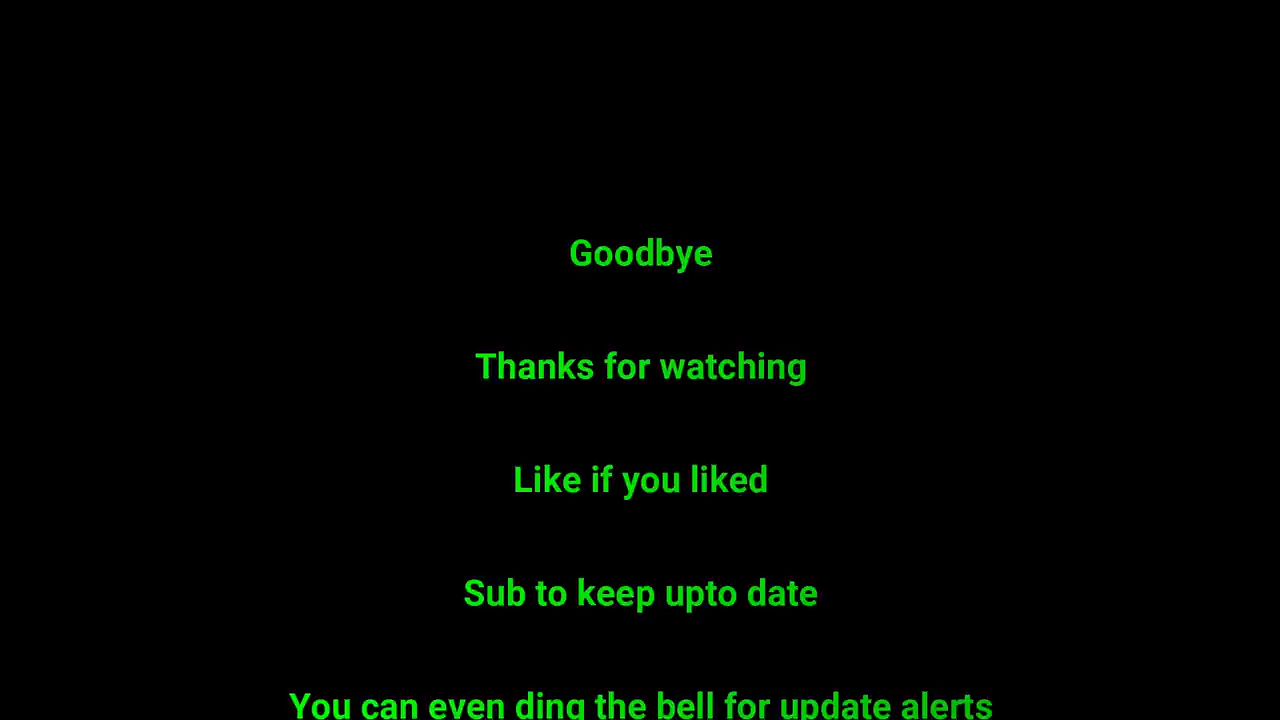 Goodbye
Thanks for watching
Like if you liked
Sub to keep upto date
You can even ding the bell for update alerts